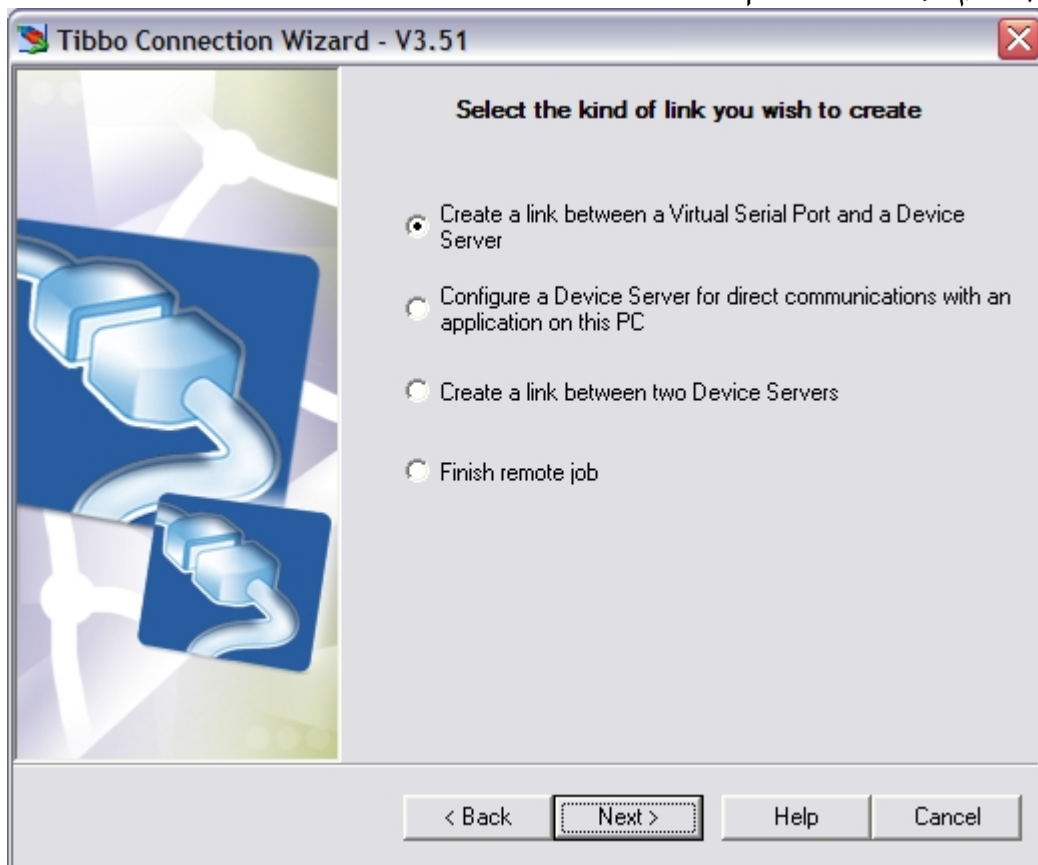 Tibbo Connection Wizard - V3.51
Select the kind of link you wish to create
Create a link between a Virtual Serial Port and a Device
Server
Configure a Device Server for direct communications with an
application on this PC
Create a link between two Device Servers
Finish remote job
< Back
Next >
Help
Cancel